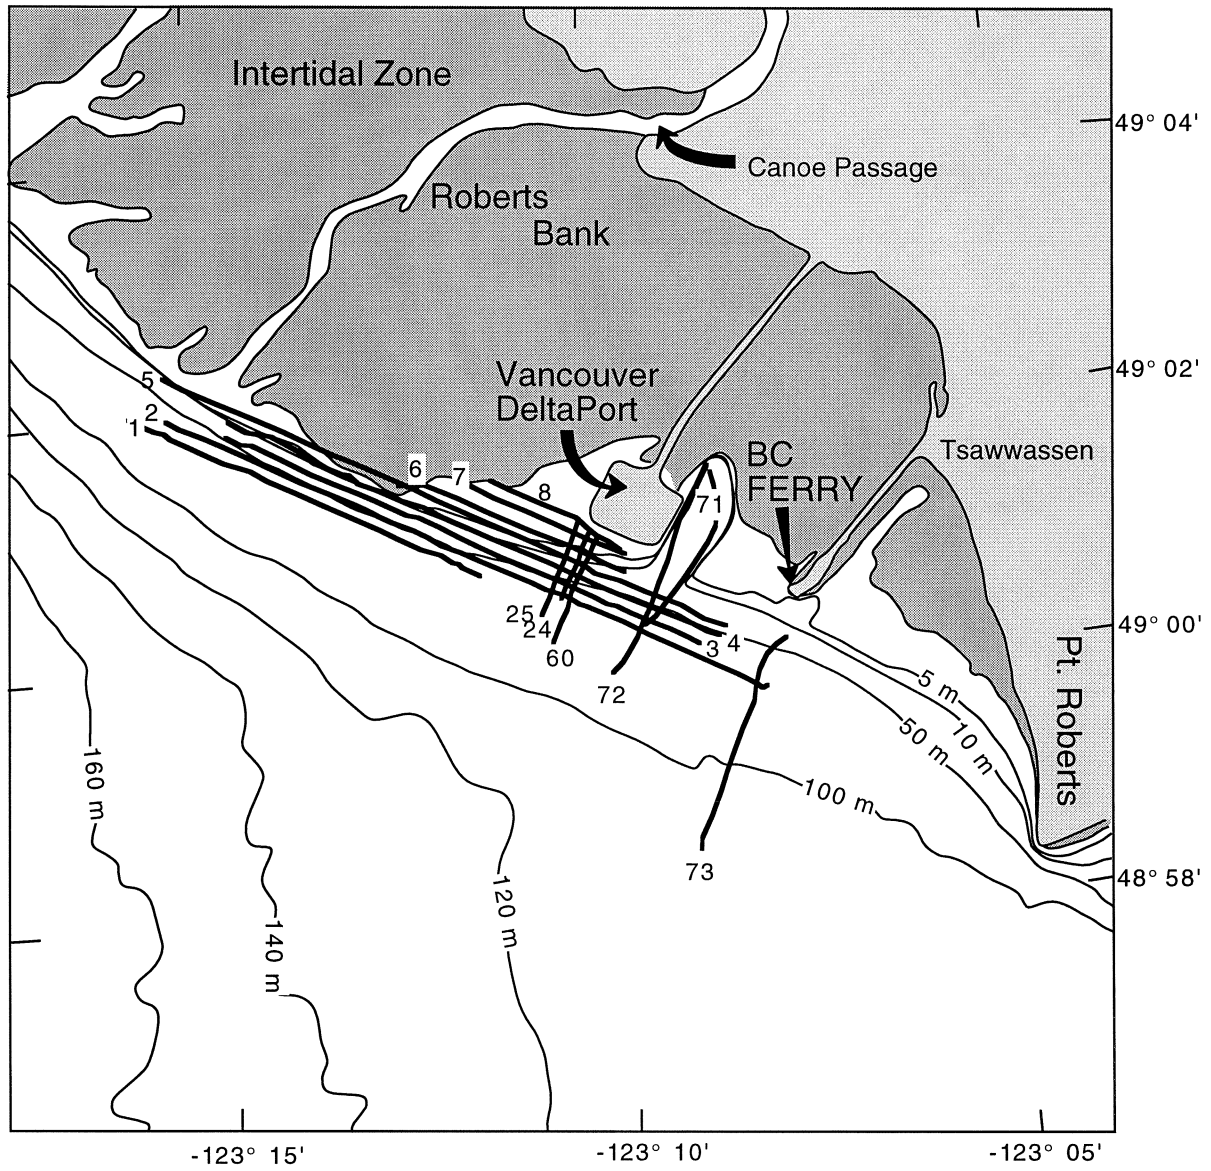 Intertidal Zone
49° 04'
Canoe Passage
Roberts
Bank
49° 02'
Vancouver
DeltaPort
5
2
1
BC
FERRY
Tsawwassen
6
7
8
71
25
24
60
3
4
72
49° 00'
Pt. Roberts
5 m
10 m
50 m
100 m
160 m
73
48° 58'
120 m
140 m
-123° 15'
-123° 10'
-123° 05'